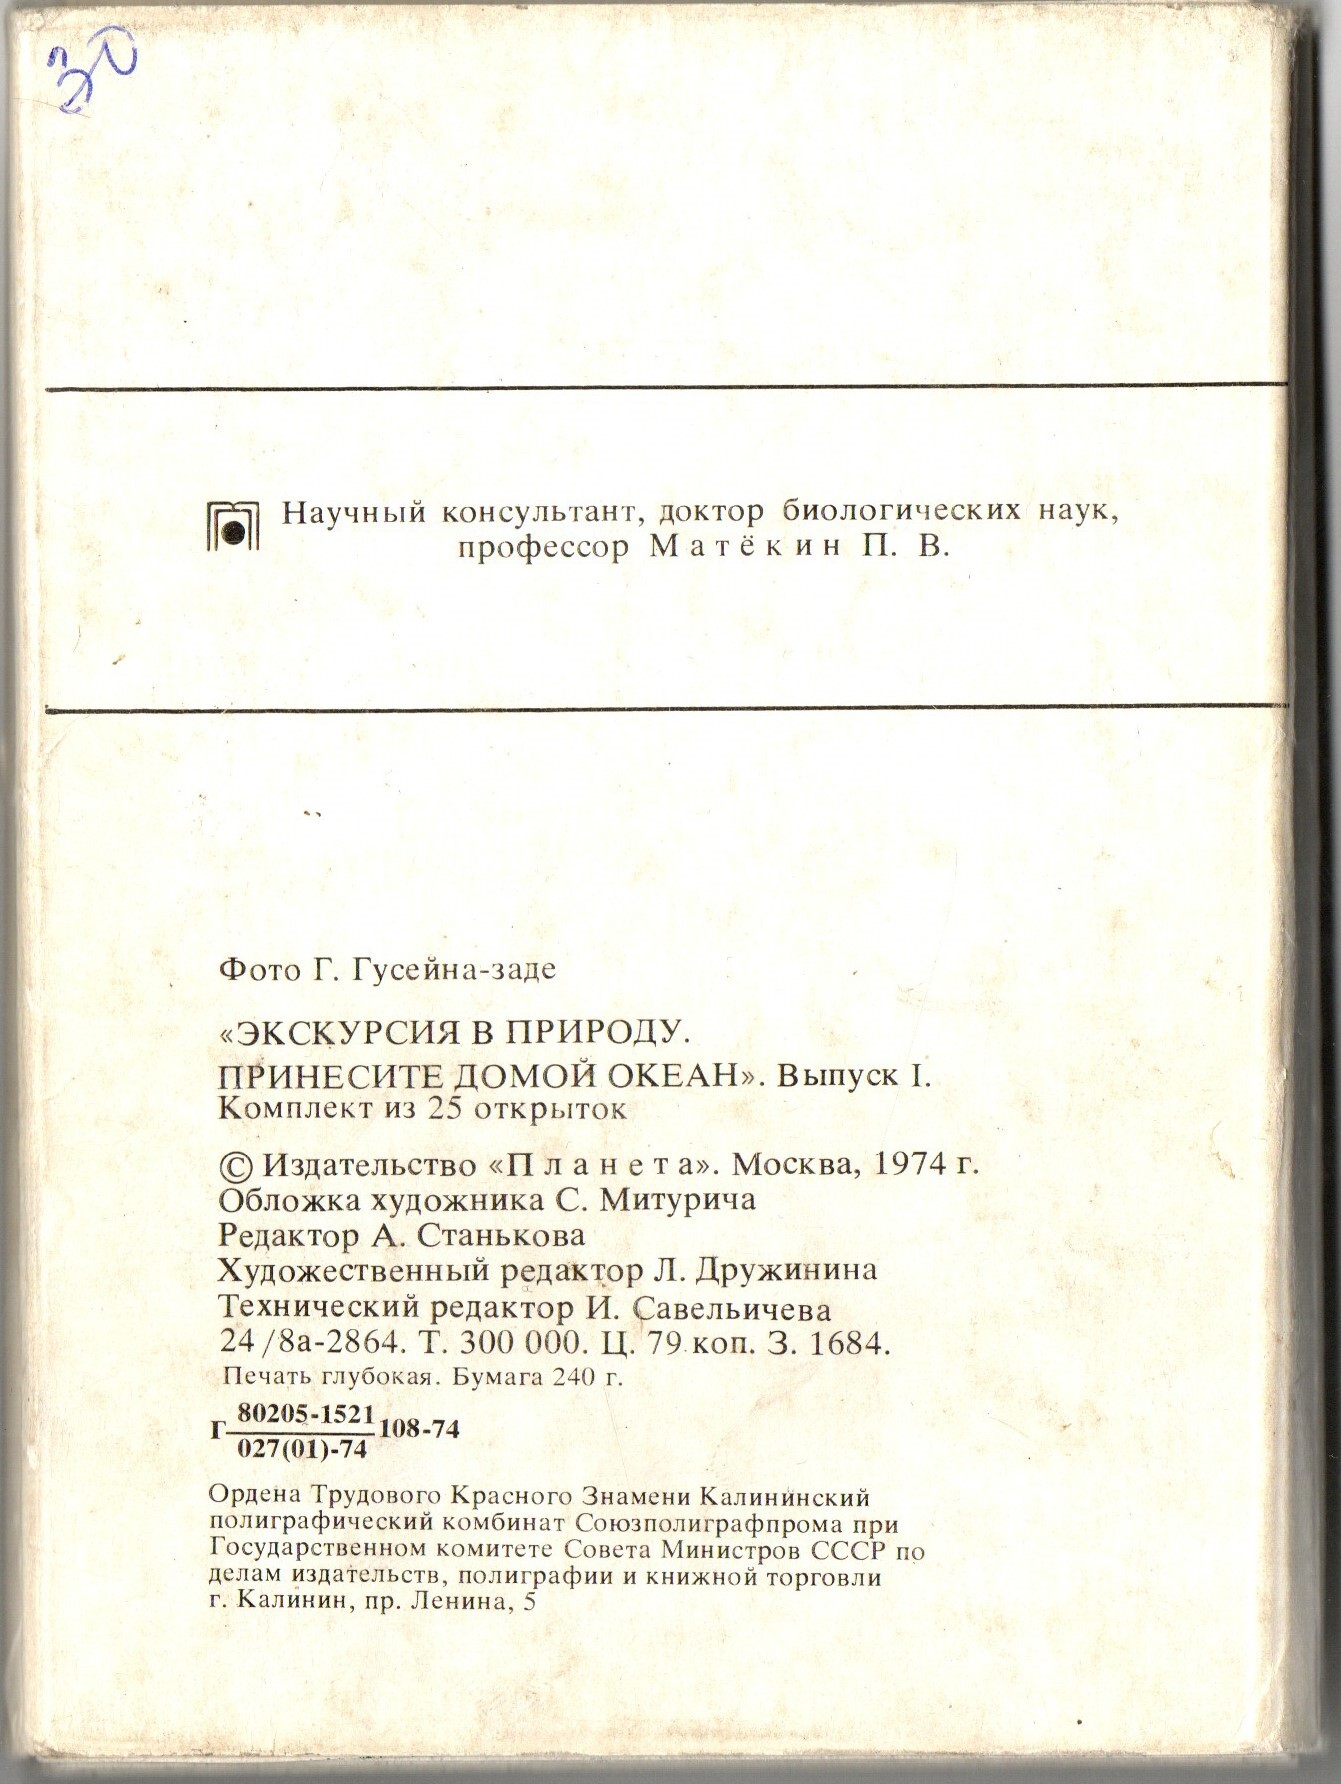 30
Научный консультант, доктор биологических наук,
профессор Матёкин П. В.
Фото Г. Гусейна-заде
«ЭКСКУРСИЯ В ПРИРОДУ.
ПРИНЕСИТЕ ДОМОЙ ОКЕАН». Выпуск I.
Комплект из 25 открыток
© Издательство «Планета». Москва, 1974 г.
Обложка художника С. Митурича
Редактор А. Станькова
Художественный редактор Л. Дружинина
Технический редактор И. Савельичева
24/8а-2864. Т. 300 000. Ц. 79 коп. З. 1684.
Печать глубокая. Бумага 240 г.
Г 80205-1521 108-74
027(01)-74
Ордена Трудового Красного Знамени Калининский
полиграфический комбинат Союзполиграфпрома при
Государственном комитете Совета Министров СССР по
делам издательств, полиграфии и книжной торговли
г. Калинин, пр. Ленина, 5